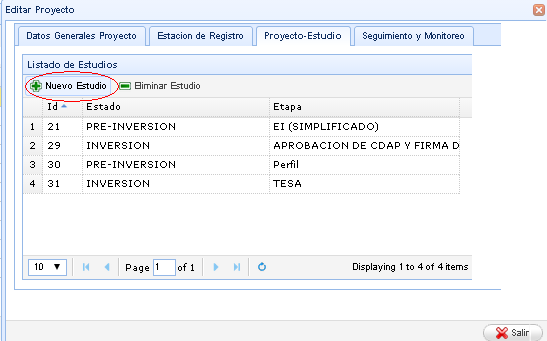 Editar Proyecto
Datos Generales Proyecto Estacion de Registro Proyecto-Estudio Seguimiento y Monitoreo
Listado de Estudios
Nuevo Estudio Eliminar Estudio
Id Estado Etapa
1 21 PRE-INVERSION EI (SIMPLIFICADO)
2 29 INVERSION APROBACION DE CDAP Y FIRMA D
3 30 PRE-INVERSION Perfil
4 31 INVERSION TESA
10 Page 1 of 1 Displaying 1 to 4 of 4 items
Salir